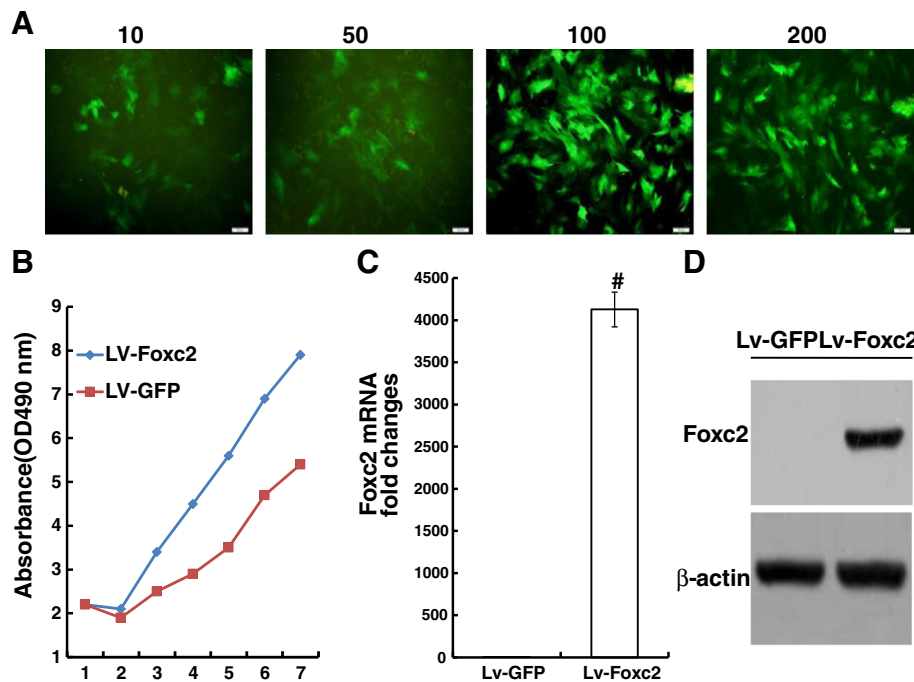 A
10 50 100 200
B
Absorbance(OD490 nm)
9
8
7
6
5
4
3
2
1
LV-Foxc2
LV-GFP
1 2 3 4 5 6 7
C
Foxc2 mRNA
fold changes
4500
4000
3500
3000
2500
2000
1500
1000
500
0
#
Lv-GFP Lv-Foxc2
D
Lv-GFPLv-Foxc2
Foxc2
β-actin